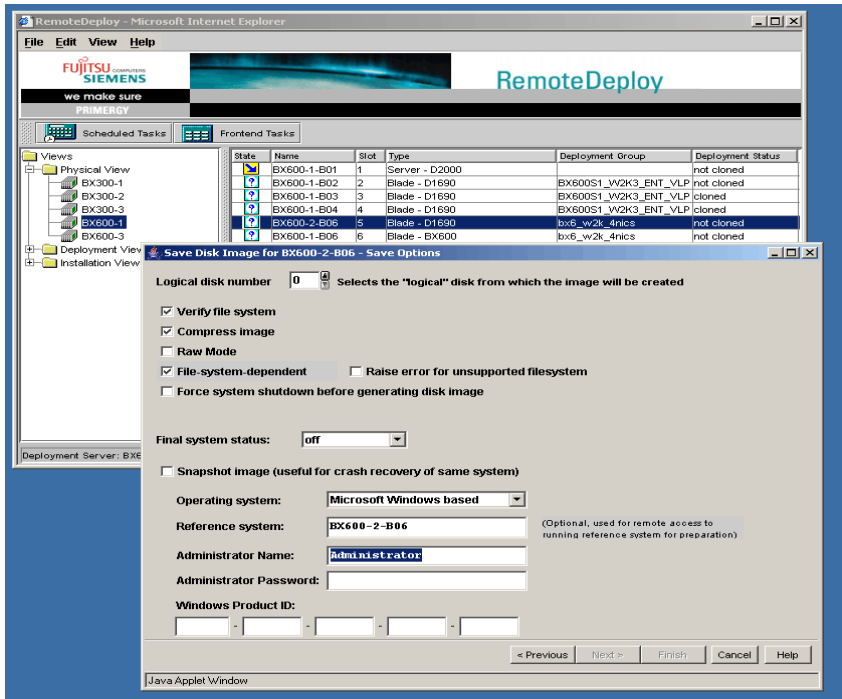 RemoteDeploy - Microsoft Internet Explorer
File Edit View Help
FUJITSU COMPUTERS
SIEMENS
we make sure
PRIMERGY
RemoteDeploy
Scheduled Tasks Frontend Tasks
Views
Physical View
BX300-1
BX300-2
BX300-3
BX600-1
BX600-3
Deployment View
Installation View
State Name Slot Type Deployment Group Deployment Status
BX600-1-B01 1 Server - D2000 not cloned
? BX600-1-B02 2 Blade - D1690 BX600S1_W2K3_ENT_VLP not cloned
? BX600-1-B03 3 Blade - D1690 BX600S1_W2K3_ENT_VLP cloned
? BX600-1-B04 4 Blade - D1690 BX600S1_W2K3_ENT_VLP cloned
? BX600-2-B06 5 Blade - D1690 bx6_w2k_4nics not cloned
? BX600-1-B06 6 Blade - BX600 bx6_w2k_4nics not cloned
Deployment Server: BX6
Save Disk Image for BX600-2-B06 - Save Options
Logical disk number 0 Selects the "logical" disk from which the image will be created
Verify file system
Compress image
Raw Mode
File-system-dependent Raise error for unsupported filesystem
Force system shutdown before generating disk image
Final system status: off
Snapshot image (useful for crash recovery of same system)
Operating system: Microsoft Windows based
Reference system: BX600-2-B06 (Optional, used for remote access to
running reference system for preparation)
Administrator Name: Administrator
Administrator Password:
Windows Product ID:
- - - -
< Previous Next > Finish Cancel Help
Java Applet Window